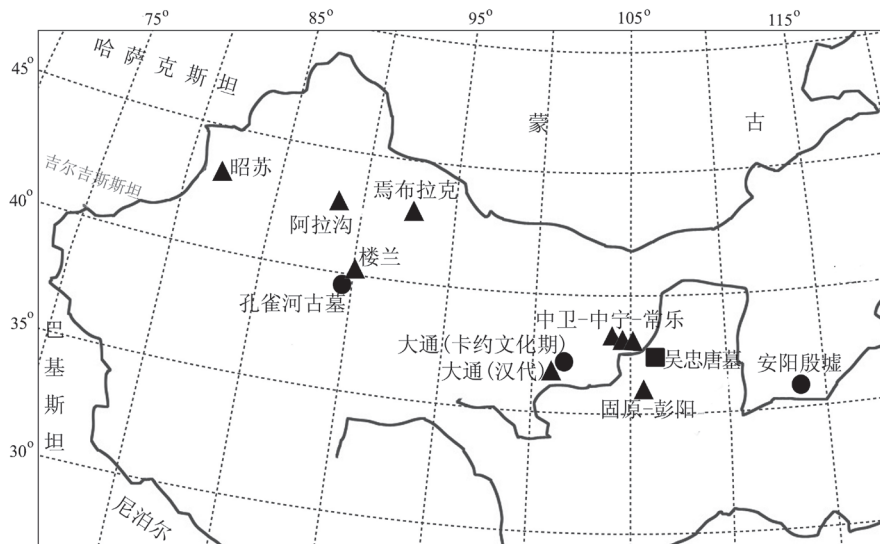 75° 85° 95° 105° 115°
45°
哈萨克斯坦
蒙古
吉尔吉斯斯坦
昭苏
焉布拉克
40°
阿拉沟
楼兰
孔雀河古墓
35°
中卫-中宁-常乐
巴基斯坦
大通(卡约文化期)
吴忠唐墓
安阳殷墟
大通(汉代)
固原-彭阳
30°
尼泊尔